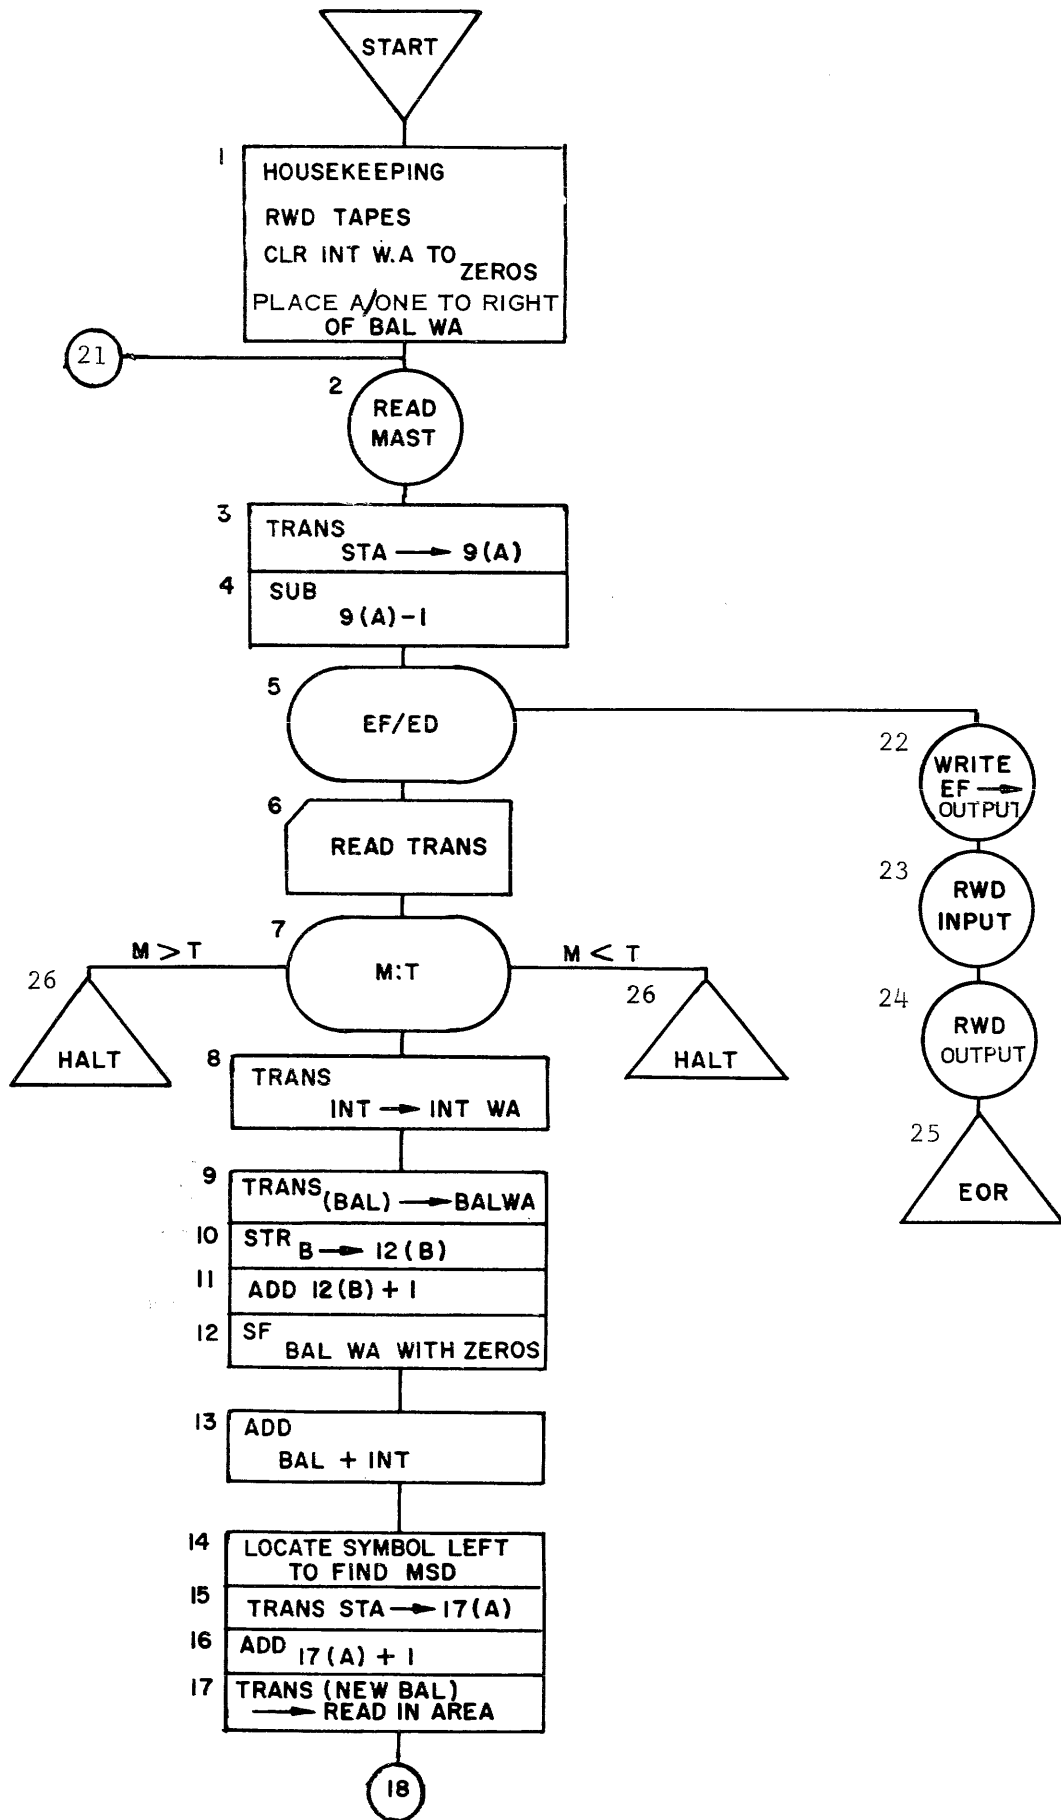 START
1
HOUSEKEEPING
RWD TAPES
CLR INT W.A TO ZEROS
PLACE A/ONE TO RIGHT
OF BAL WA
21
2
READ
MAST
3
TRANS
STA → 9(A)
4
SUB
9(A)-1
5
EF/ED
22
WRITE
EF →
OUTPUT
6
READ TRANS
23
RWD
INPUT
7
M > T
M:T
M < T
26
HALT
26
HALT
24
RWD
OUTPUT
8
TRANS
INT → INT WA
25
EOR
9
TRANS (BAL) → BALWA
10
STR B → 12(B)
11
ADD 12(B) + 1
12
SF
BAL WA WITH ZEROS
13
ADD
BAL + INT
14
LOCATE SYMBOL LEFT
TO FIND MSD
15
TRANS STA → 17(A)
16
ADD 17(A) + 1
17
TRANS (NEW BAL)
→ READ IN AREA
18